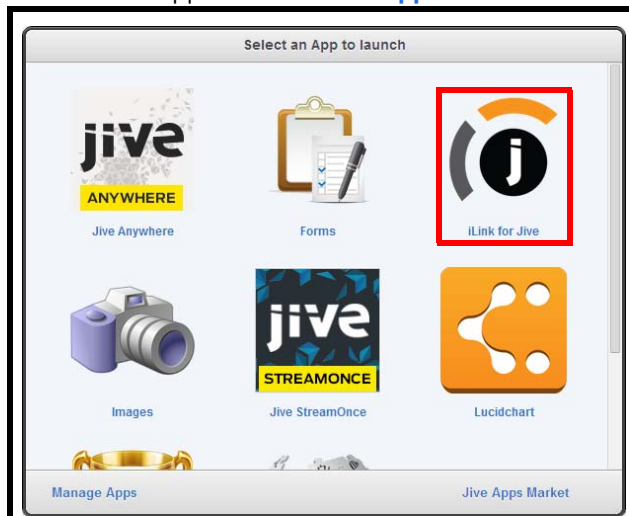 Select an App to launch
jive
ANYWHERE
Jive Anywhere
Forms
j
iLink for Jive
Images
jive
STREAMONCE
Jive StreamOnce
Lucidchart
Manage Apps
Jive Apps Market